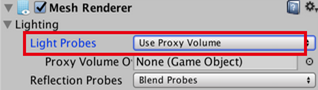 Mesh Renderer
Lighting
Light Probes Use Proxy Volume
Proxy Volume O None (Game Object)
Reflection Probes Blend Probes